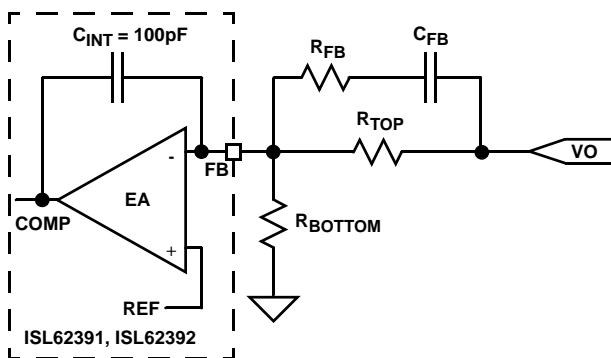 C_INT = 100pF
R_FB
C_FB
R_TOP
VO
-
FB
EA
COMP
R_BOTTOM
+
REF
ISL62391, ISL62392